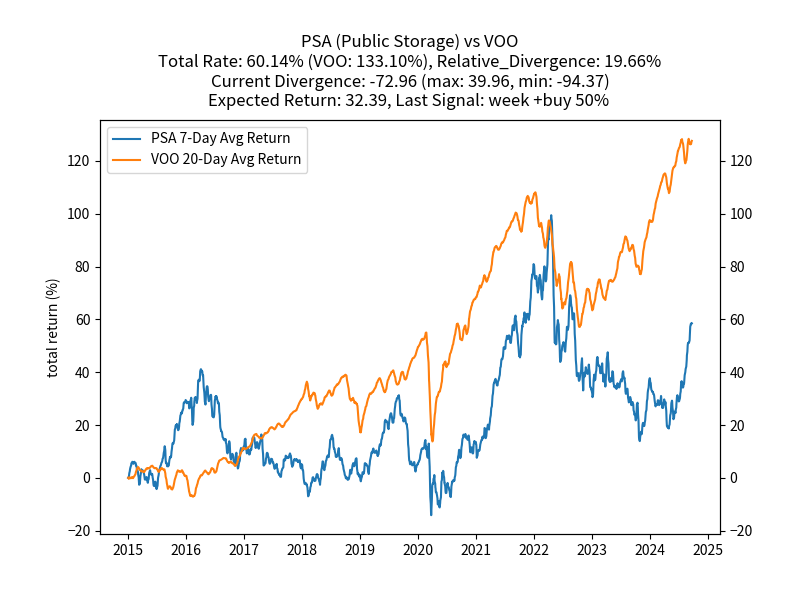 PSA (Public Storage) vs VOO
Total Rate: 60.14% (VOO: 133.10%), Relative_Divergence: 19.66%
Current Divergence: -72.96 (max: 39.96, min: -94.37)
Expected Return: 32.39, Last Signal: week +buy 50%
PSA 7-Day Avg Return
VOO 20-Day Avg Return
total return (%)
120 120
100 100
80 80
60 60
40 40
20 20
0 0
−20 −20
2015 2016 2017 2018 2019 2020 2021 2022 2023 2024 2025